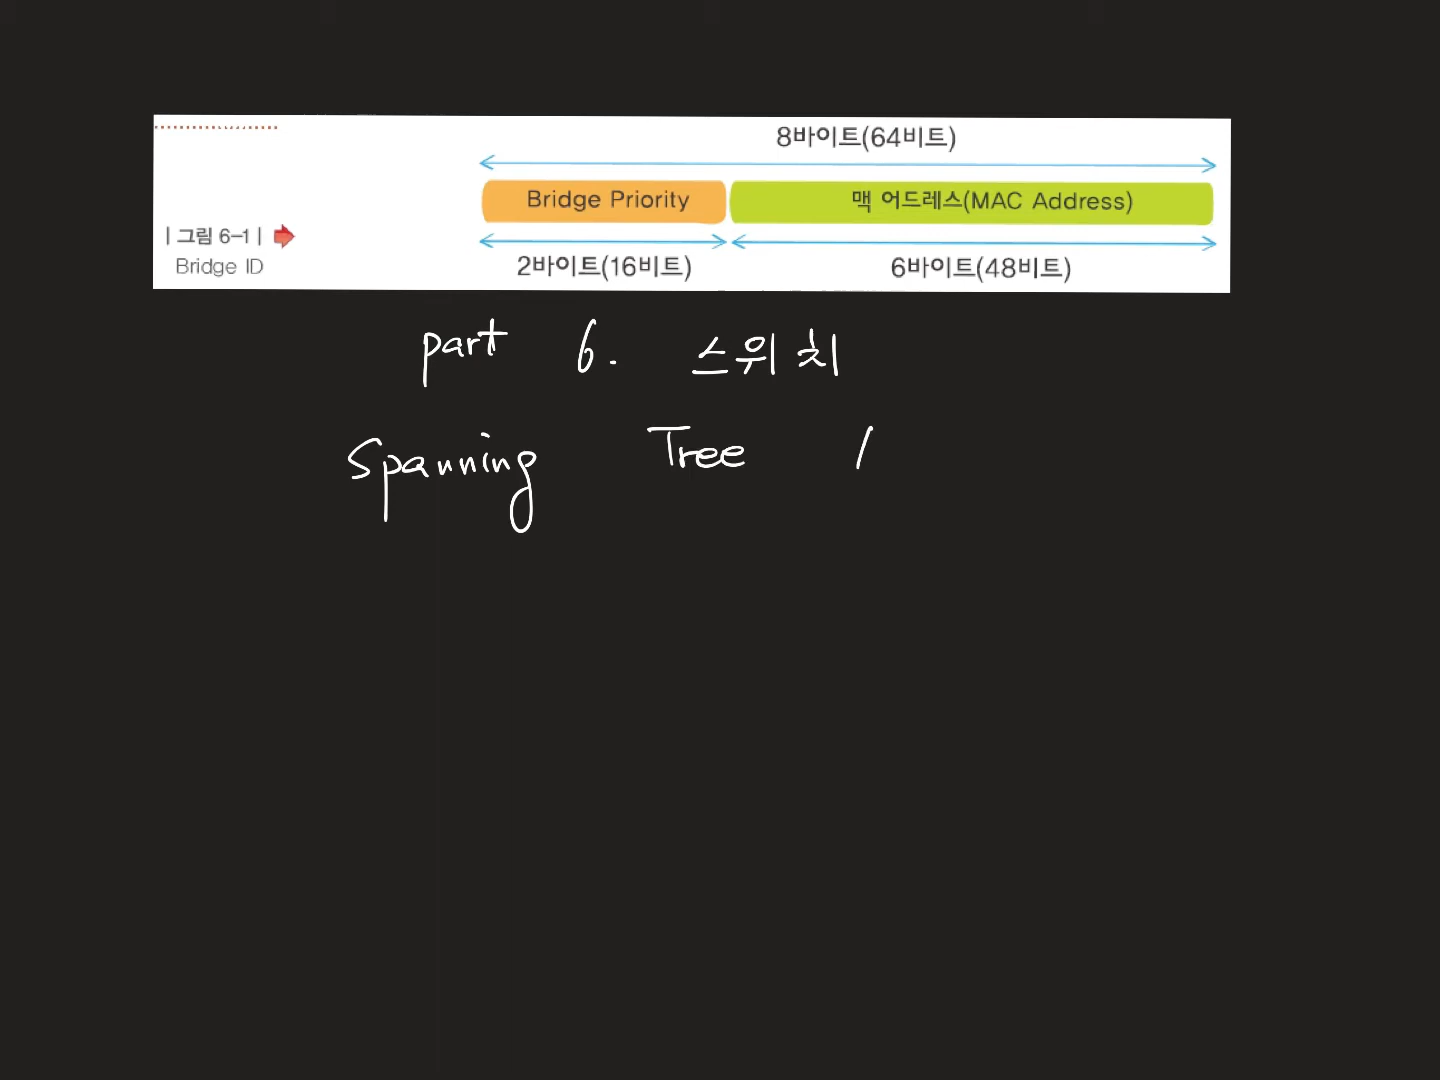 8바이트(64비트)
Bridge Priority 맥 어드레스(MAC Address)
| 그림 6-1 |
Bridge ID
2바이트(16비트) 6바이트(48비트)
part 6. 스위치
Spanning Tree 1